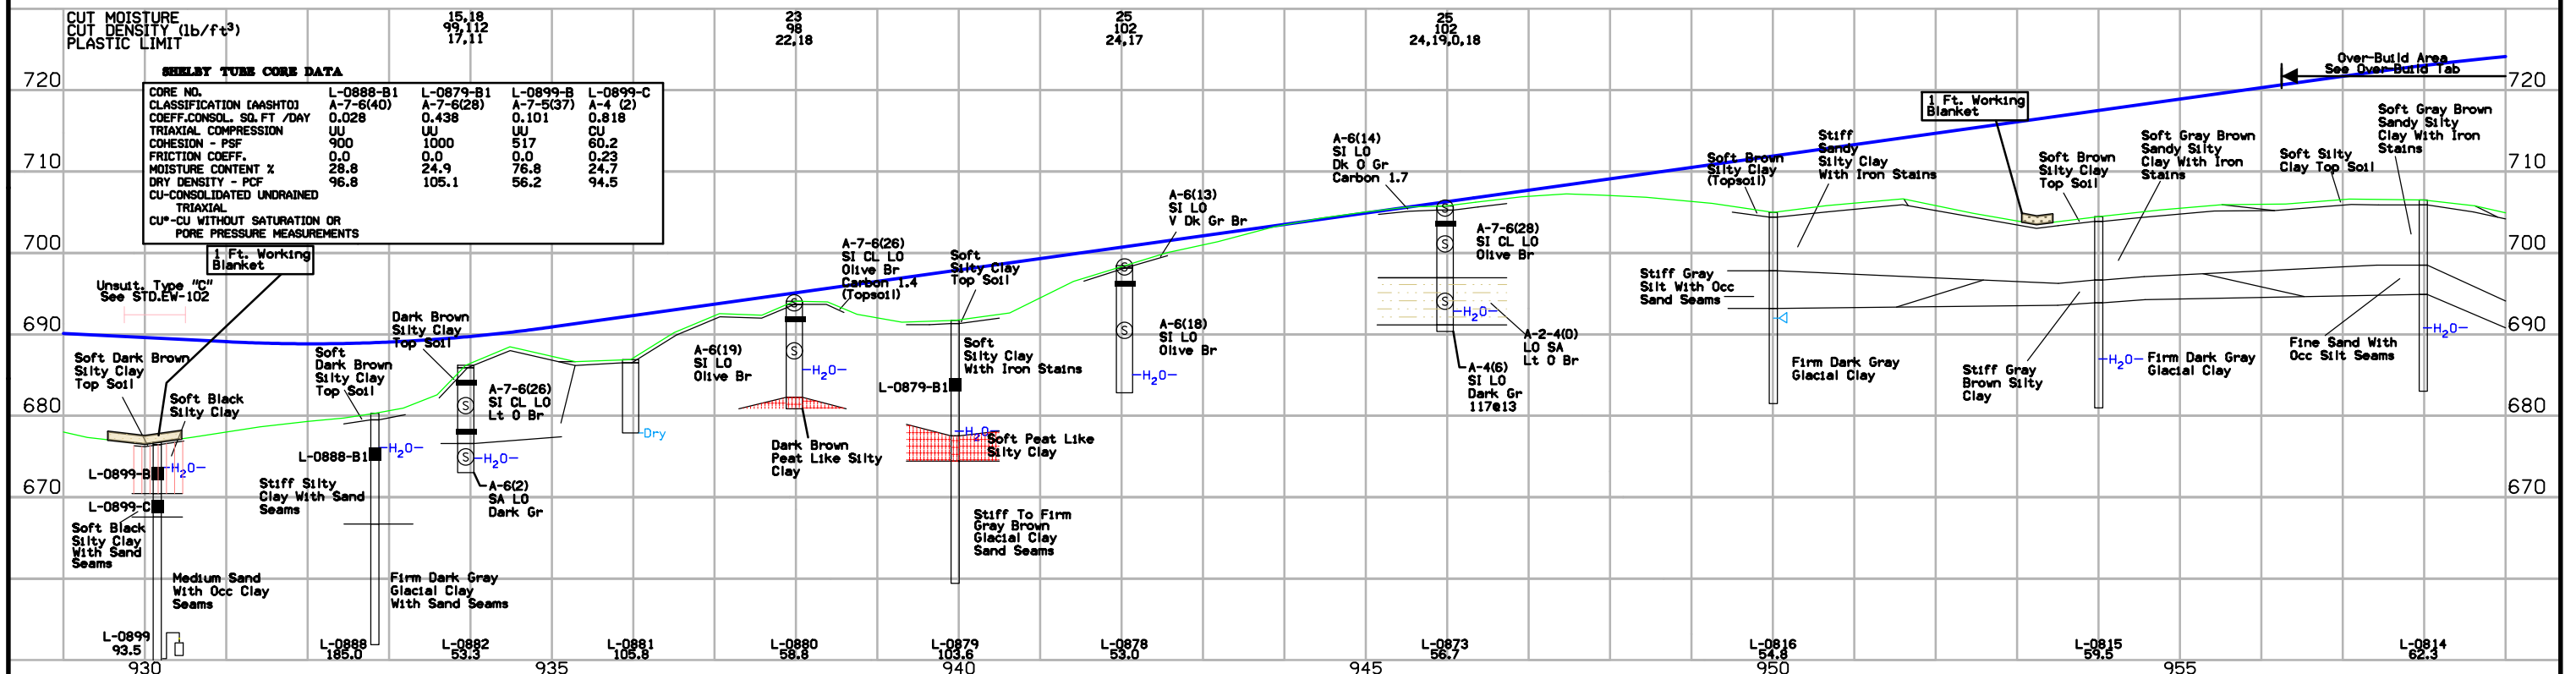 CUT MOISTURE 15,18 23 25 25
CUT DENSITY (lb/ft³) 99,112 98 102 102
PLASTIC LIMIT 17,11 22,18 24,17 24,19,0,18
SHELBY TUBE CORE DATA
CORE NO. L-0888-B1 L-0879-B1 L-0899-B L-0899-C
CLASSIFICATION [AASHTO] A-7-6(40) A-7-6(28) A-7-5(37) A-4 (2)
COEFF.CONSOL. SQ.FT /DAY 0.028 0.438 0.101 0.818
TRIAXIAL COMPRESSION UU UU UU CU
COHESION - PSF 900 1000 517 60.2
FRICTION COEFF. 0.0 0.0 0.0 0.23
MOISTURE CONTENT % 28.8 24.9 76.8 24.7
DRY DENSITY - PCF 96.8 105.1 56.2 94.5
CU-CONSOLIDATED UNDRAINED
TRIAXIAL
CU*-CU WITHOUT SATURATION OR
PORE PRESSURE MEASUREMENTS
720
710
700
690
680
670
1 Ft. Working
Blanket
Unsuit. Type "C"
See STD.EW-102
Soft Dark Brown
Silty Clay
Top Soil
Soft Black
Silty Clay
L-0899-B
H₂O
L-0899-C
Soft Black
Silty Clay
With Sand
Seams
Medium Sand
With Occ Clay
Seams
L-0899
93.5
930
Soft
Dark Brown
Silty Clay
Top Soil
L-0888-B1
H₂O
Stiff Silty
Clay With Sand
Seams
Firm Dark Gray
Glacial Clay
With Sand Seams
L-0888
185.0
Dark Brown
Silty Clay
Top Soil
A-7-6(26)
SI CL LO
Lt O Br
S
S
H₂O
A-6(2)
SA LO
Dark Gr
L-0882
53.3
935
Dry
L-0881
105.8
A-7-6(26)
SI CL LO
Olive Br
Carbon 1.4
(Topsoil)
S
S
A-6(19)
SI LO
Olive Br
H₂O
Dark Brown
Peat Like Silty
Clay
L-0880
58.8
Soft
Silty Clay
Top Soil
Soft
Silty Clay
With Iron Stains
L-0879-B1
H₂O
Soft Peat Like
Silty Clay
Stiff To Firm
Gray Brown
Glacial Clay
Sand Seams
L-0879
103.6
940
A-6(13)
SI LO
V Dk Gr Br
S
S
A-6(18)
SI LO
Olive Br
H₂O
L-0878
53.0
A-6(14)
SI LO
Dk O Gr
Carbon 1.7
S
S
A-7-6(28)
SI CL LO
Olive Br
S
H₂O
A-2-4(0)
LO SA
Lt O Br
A-4(6)
SI LO
Dark Gr
117@13
945
L-0873
56.7
Soft Brown
Silty Clay
(Topsoil)
Stiff
Sandy
Silty Clay
With Iron Stains
Stiff Gray
Silt With Occ
Sand Seams
Firm Dark Gray
Glacial Clay
L-0816
54.8
950
1 Ft. Working
Blanket
Soft Brown
Silty Clay
Top Soil
Soft Gray Brown
Sandy Silty
Clay With Iron
Stains
Stiff Gray
Brown Silty
Clay
H₂O
Firm Dark Gray
Glacial Clay
L-0815
59.5
955
Over-Build Area
See Over-Build Tab
Soft Silty
Clay Top Soil
Soft Gray Brown
Sandy Silty
Clay With Iron
Stains
Fine Sand With
Occ Silt Seams
H₂O
L-0814
62.3
720
710
700
690
680
670